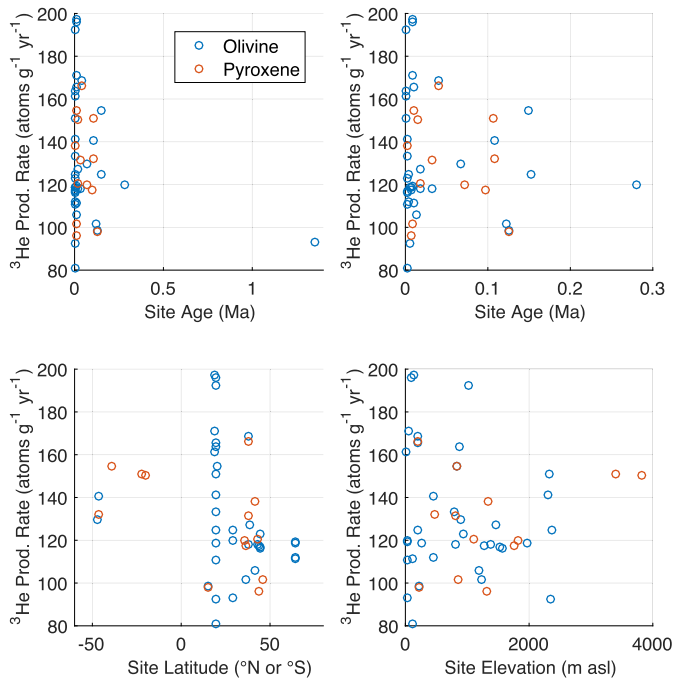 200
180
160
140
120
100
80
³He Prod. Rate (atoms g⁻¹ yr⁻¹)
0 0.5 1
Site Age (Ma)
Olivine
Pyroxene
200
180
160
140
120
100
80
³He Prod. Rate (atoms g⁻¹ yr⁻¹)
0 0.1 0.2 0.3
Site Age (Ma)
200
180
160
140
120
100
80
³He Prod. Rate (atoms g⁻¹ yr⁻¹)
-50 0 50
Site Latitude (°N or °S)
200
180
160
140
120
100
80
³He Prod. Rate (atoms g⁻¹ yr⁻¹)
0 2000 4000
Site Elevation (m asl)